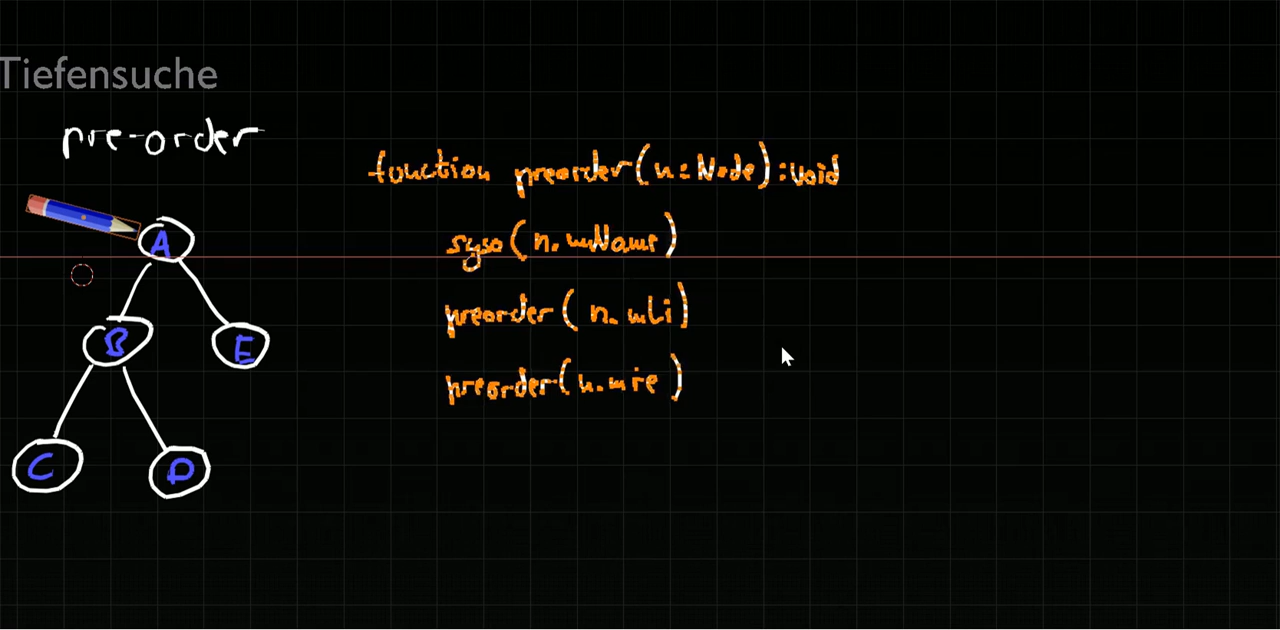 Tiefensuche
pre-order
function preorder(n:Node):void
syso(n.mName)
preorder(n.mLi)
preorder(n.mre)
A
B
E
C
D